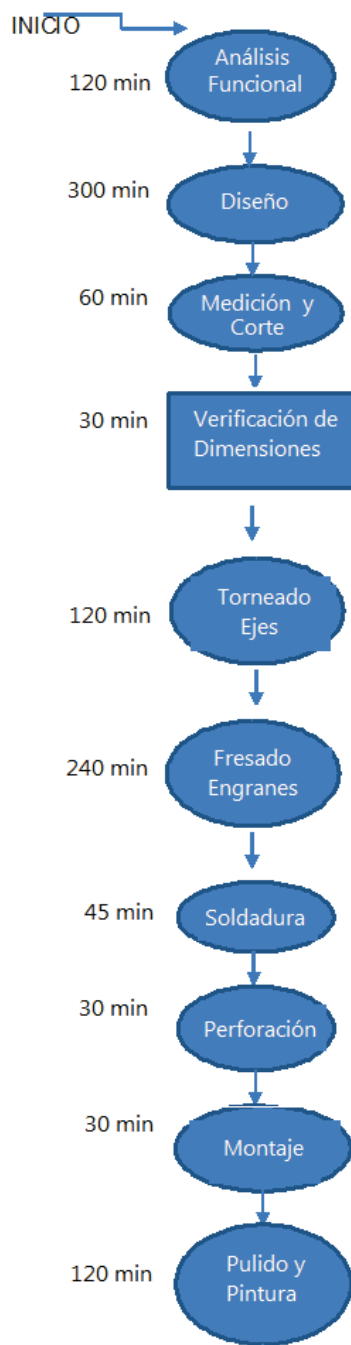 INICIO
Análisis
Funcional
120 min
300 min
Diseño
60 min
Medición y
Corte
30 min
Verificación de
Dimensiones
Torneado
Ejes
120 min
Fresado
Engranes
240 min
45 min
Soldadura
30 min
Perforación
30 min
Montaje
Pulido y
Pintura
120 min